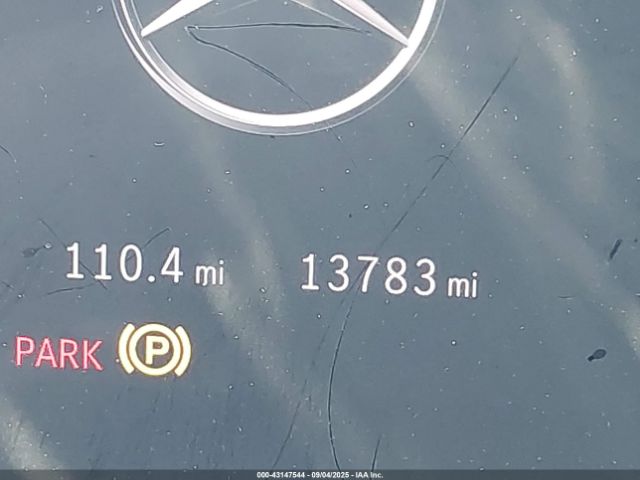 110.4 mi 13783 mi
PARK (P)
000-43147544 - 09/04/2025 - IAA Inc.